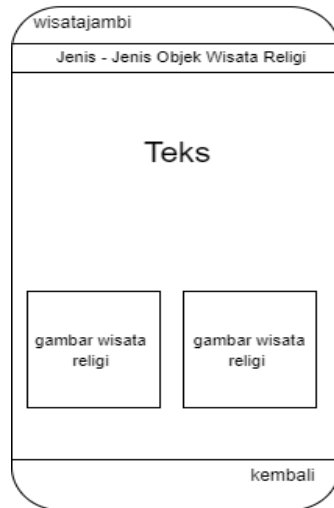 wisatajambi
Jenis - Jenis Objek Wisata Religi
Teks
gambar wisata
religi
gambar wisata
religi
kembali